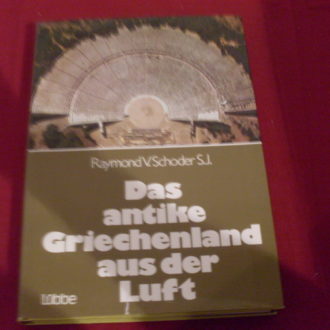 Raymond V. Schoder S.J.
Das
antike
Griechenland
aus der
Luft
Lübbe